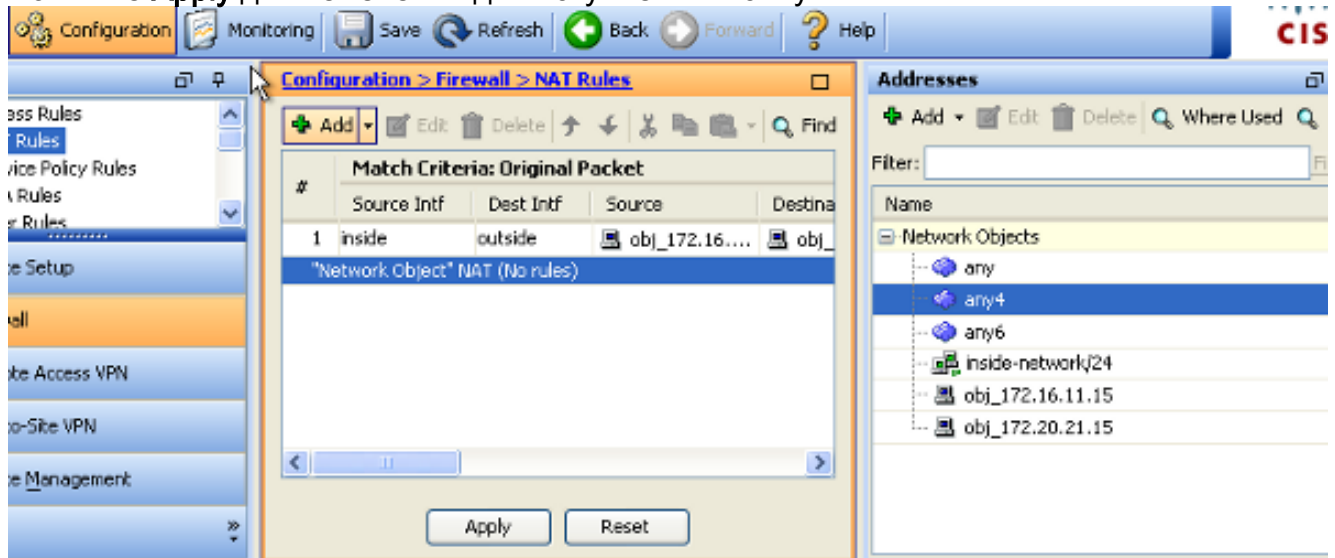 Configuration Monitoring Save Refresh Back Forward Help
CIS
Configuration > Firewall > NAT Rules
Addresses
ess Rules
Rules
vice Policy Rules
Rules
Rules
e Setup
all
ote Access VPN
o-Site VPN
e Management
Add Edit Delete Find
# Match Criteria: Original Packet
Source Intf Dest Intf Source Destina
1 inside outside obj_172.16.... obj_
"Network Object" NAT (No rules)
Apply Reset
Add Edit Delete Where Used
Filter:
Name
Network Objects
any
any4
any6
inside-network/24
obj_172.16.11.15
obj_172.20.21.15